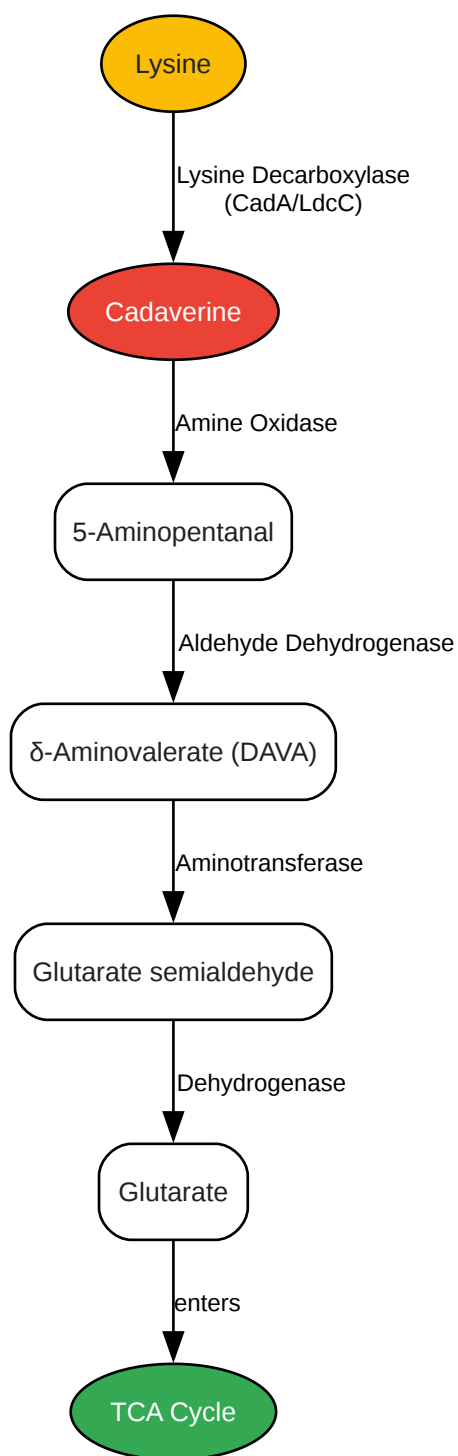 Lysine
Lysine Decarboxylase
(CadA/LdcC)
Cadaverine
Amine Oxidase
5-Aminopentanal
Aldehyde Dehydrogenase
δ-Aminovalerate (DAVA)
Aminotransferase
Glutarate semialdehyde
Dehydrogenase
Glutarate
enters
TCA Cycle